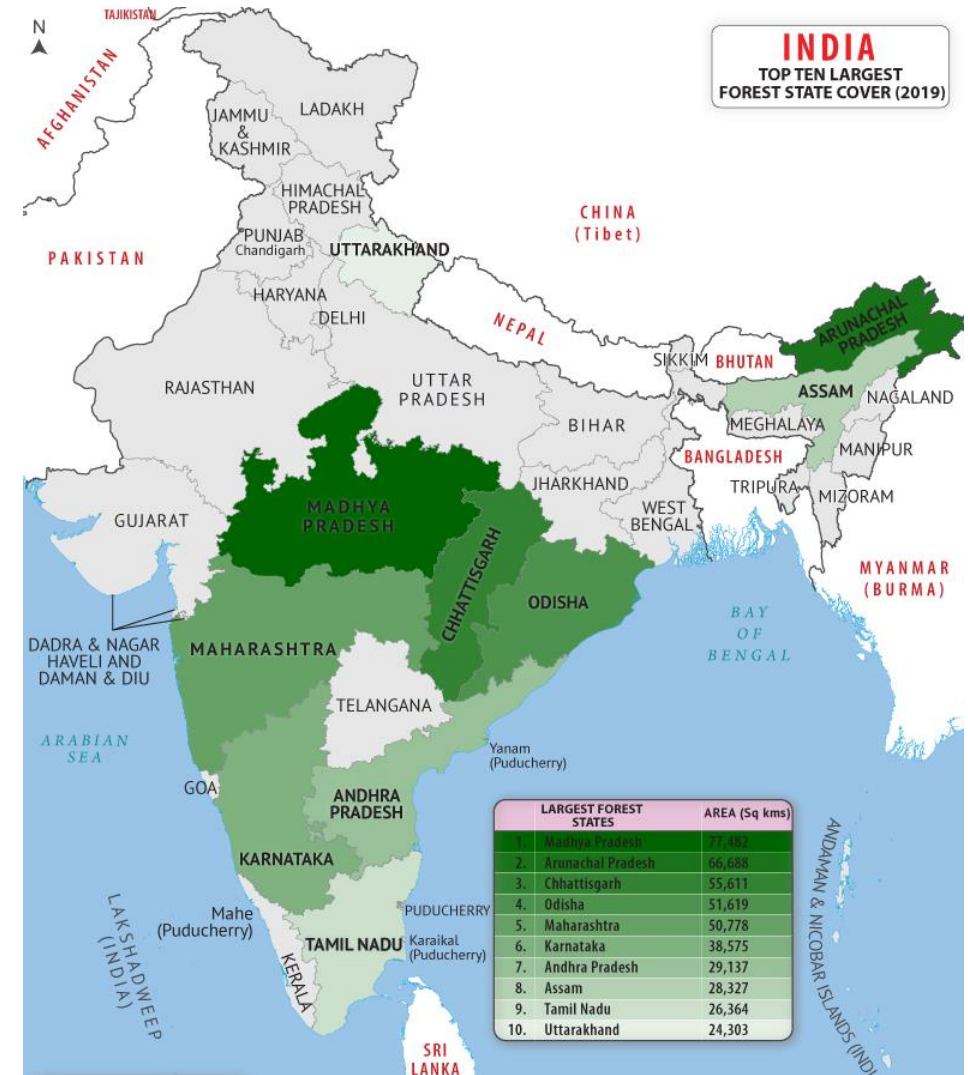 N
TAJIKISTAN
AFGHANISTAN
INDIA
TOP TEN LARGEST
FOREST STATE COVER (2019)
LADAKH
JAMMU
&
KASHMIR
HIMACHAL
PRADESH
CHINA
(Tibet)
PUNJAB
Chandigarh
UTTARAKHAND
PAKISTAN
HARYANA
DELHI
NEPAL
ARUNACHAL
PRADESH
SIKKIM
BHUTAN
RAJASTHAN
UTTAR
PRADESH
ASSAM
NAGALAND
BIHAR
MEGHALAYA
MANIPUR
BANGLADESH
JHARKHAND
TRIPURA
MIZORAM
GUJARAT
MADHYA
PRADESH
WEST
BENGAL
CHHATTISGARH
MYANMAR
(BURMA)
ODISHA
BAY
OF
BENGAL
DADRA & NAGAR
HAVELI AND
DAMAN & DIU
MAHARASHTRA
TELANGANA
ARABIAN
SEA
Yanam
(Puducherry)
GOA
ANDHRA
PRADESH
KARNATAKA
LAKSHADWEEP
(INDIA)
Mahe
(Puducherry)
PUDUCHERRY
TAMIL NADU
Karaikal
(Puducherry)
KERALA
SRI
LANKA
ANDAMAN & NICOBAR ISLANDS (INDI
LARGEST FOREST
STATES
AREA (Sq kms)
1. Madhya Pradesh 77,482
2. Arunachal Pradesh 66,688
3. Chhattisgarh 55,611
4. Odisha 51,619
5. Maharashtra 50,778
6. Karnataka 38,575
7. Andhra Pradesh 29,137
8. Assam 28,327
9. Tamil Nadu 26,364
10. Uttarakhand 24,303